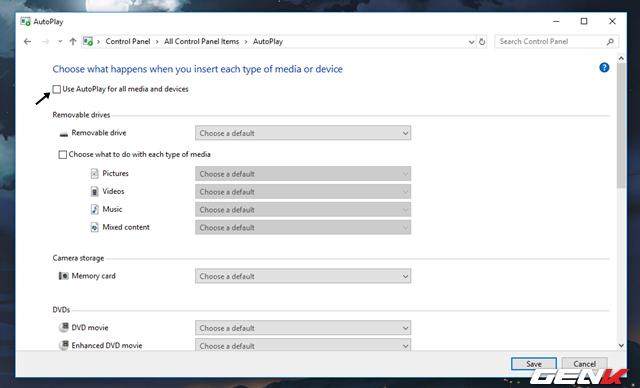 AutoPlay
Control Panel > All Control Panel Items > AutoPlay
Search Control Panel
Choose what happens when you insert each type of media or device
?
Use AutoPlay for all media and devices
Removable drives
Removable drive Choose a default
Choose what to do with each type of media
Pictures Choose a default
Videos Choose a default
Music Choose a default
Mixed content Choose a default
Camera storage
Memory card Choose a default
DVDs
DVD movie Choose a default
Enhanced DVD movie Choose a default
Save Cancel
GENK